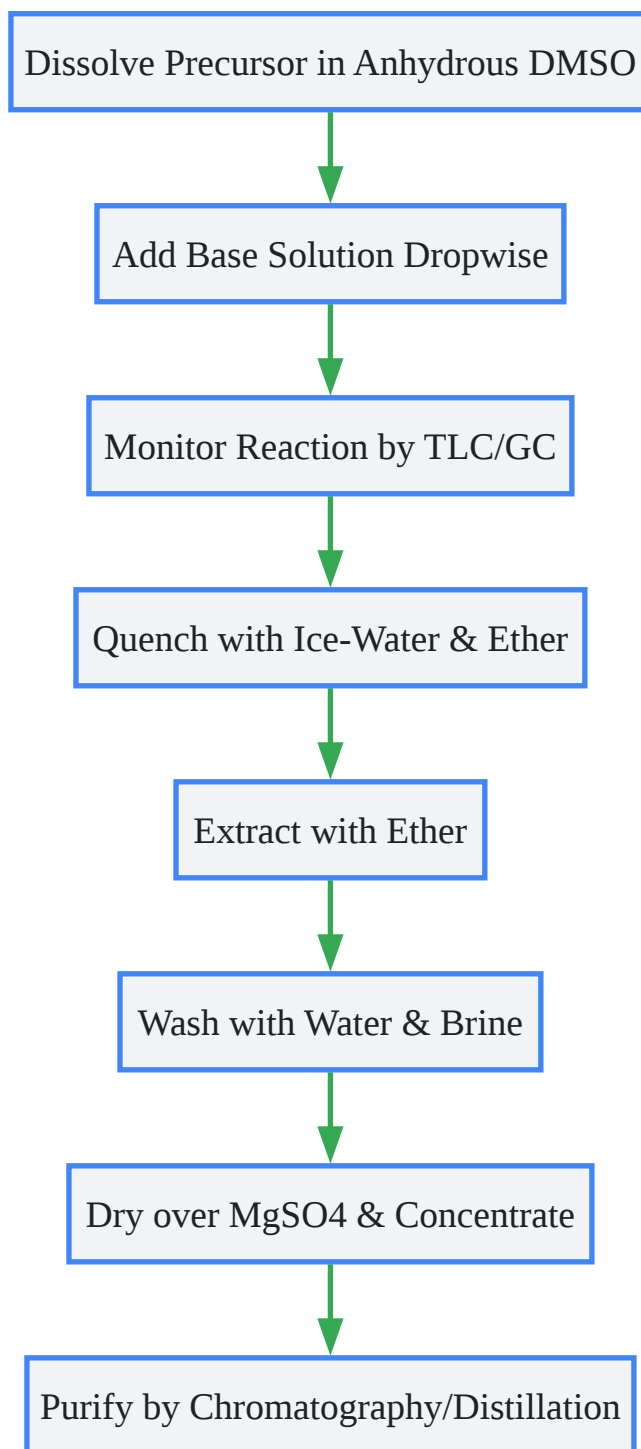 Dissolve Precursor in Anhydrous DMSO
Add Base Solution Dropwise
Monitor Reaction by TLC/GC
Quench with Ice-Water & Ether
Extract with Ether
Wash with Water & Brine
Dry over MgSO4 & Concentrate
Purify by Chromatography/Distillation